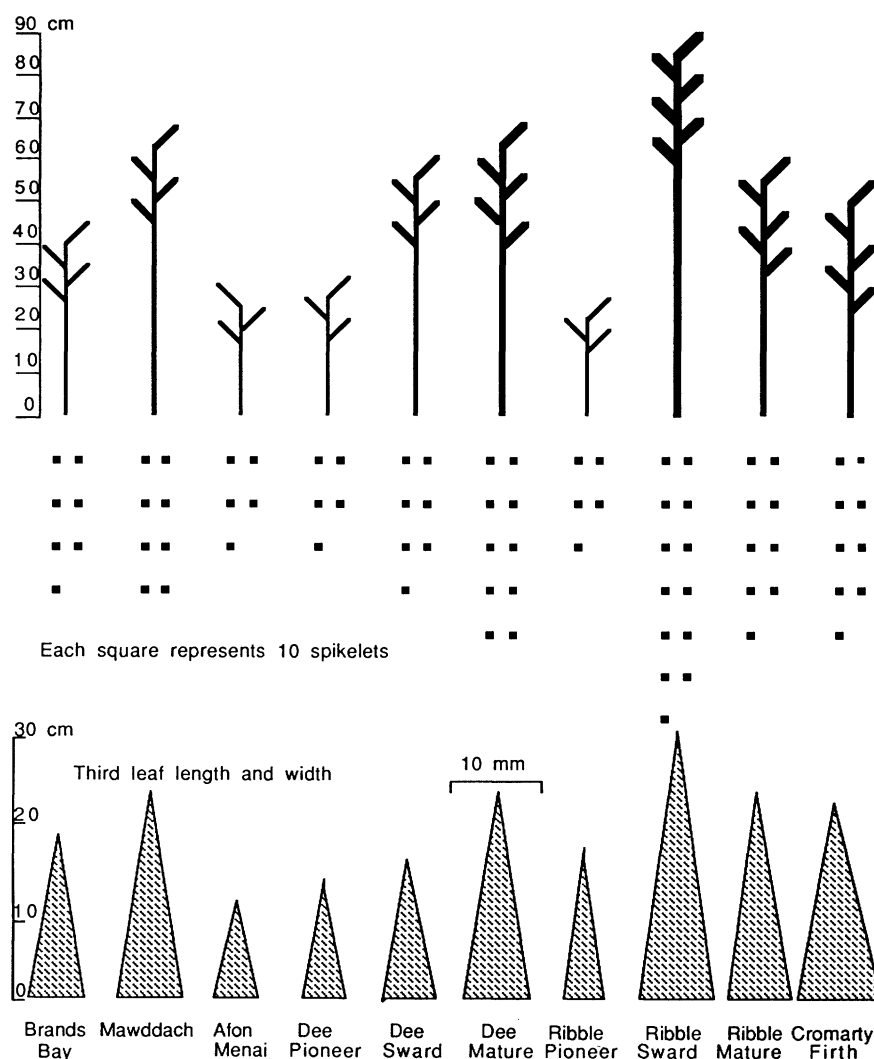 90 cm
80
70
60
50
40
30
20
10
0
Each square represents 10 spikelets
30 cm
Third leaf length and width
10 mm
20
10
0
Brands Bay
Mawddach
Afon Menai
Dee Pioneer
Dee Sward
Dee Mature
Ribble Pioneer
Ribble Sward
Ribble Mature
Cromarty Firth